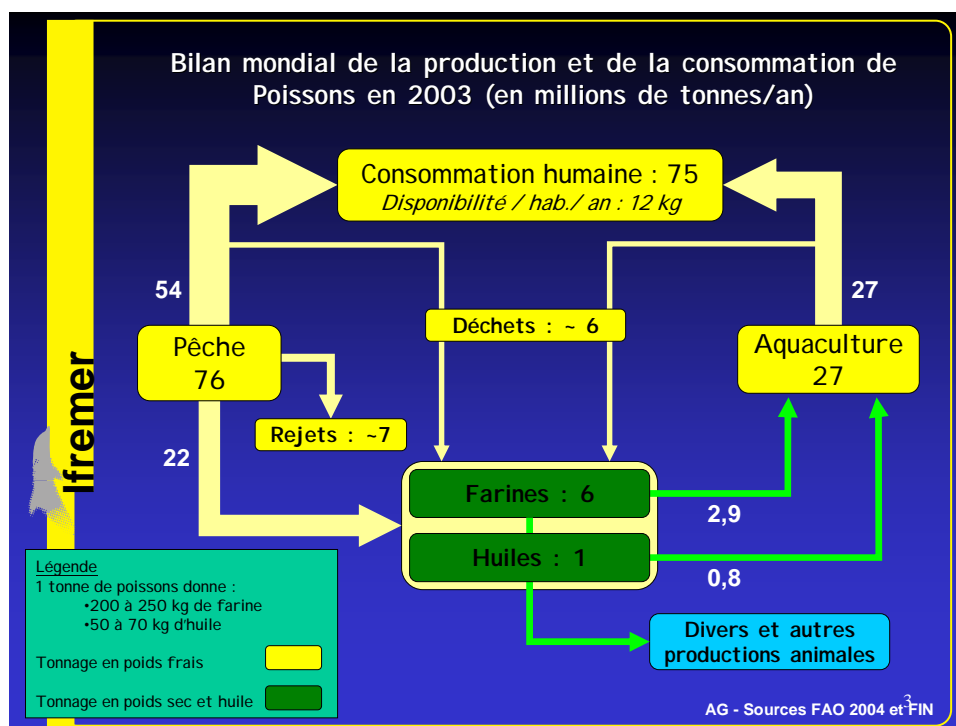 Bilan mondial de la production et de la consommation de
Poissons en 2003 (en millions de tonnes/an)
Consommation humaine : 75
Disponibilité / hab./ an : 12 kg
54
27
Déchets : ~ 6
Pêche
76
Aquaculture
27
Rejets : ~7
22
Ifremer
Farines : 6
2,9
Huiles : 1
0,8
Légende
1 tonne de poissons donne :
•200 à 250 kg de farine
•50 à 70 kg d'huile
Tonnage en poids frais
Tonnage en poids sec et huile
Divers et autres
productions animales
3
AG - Sources FAO 2004 et FIN